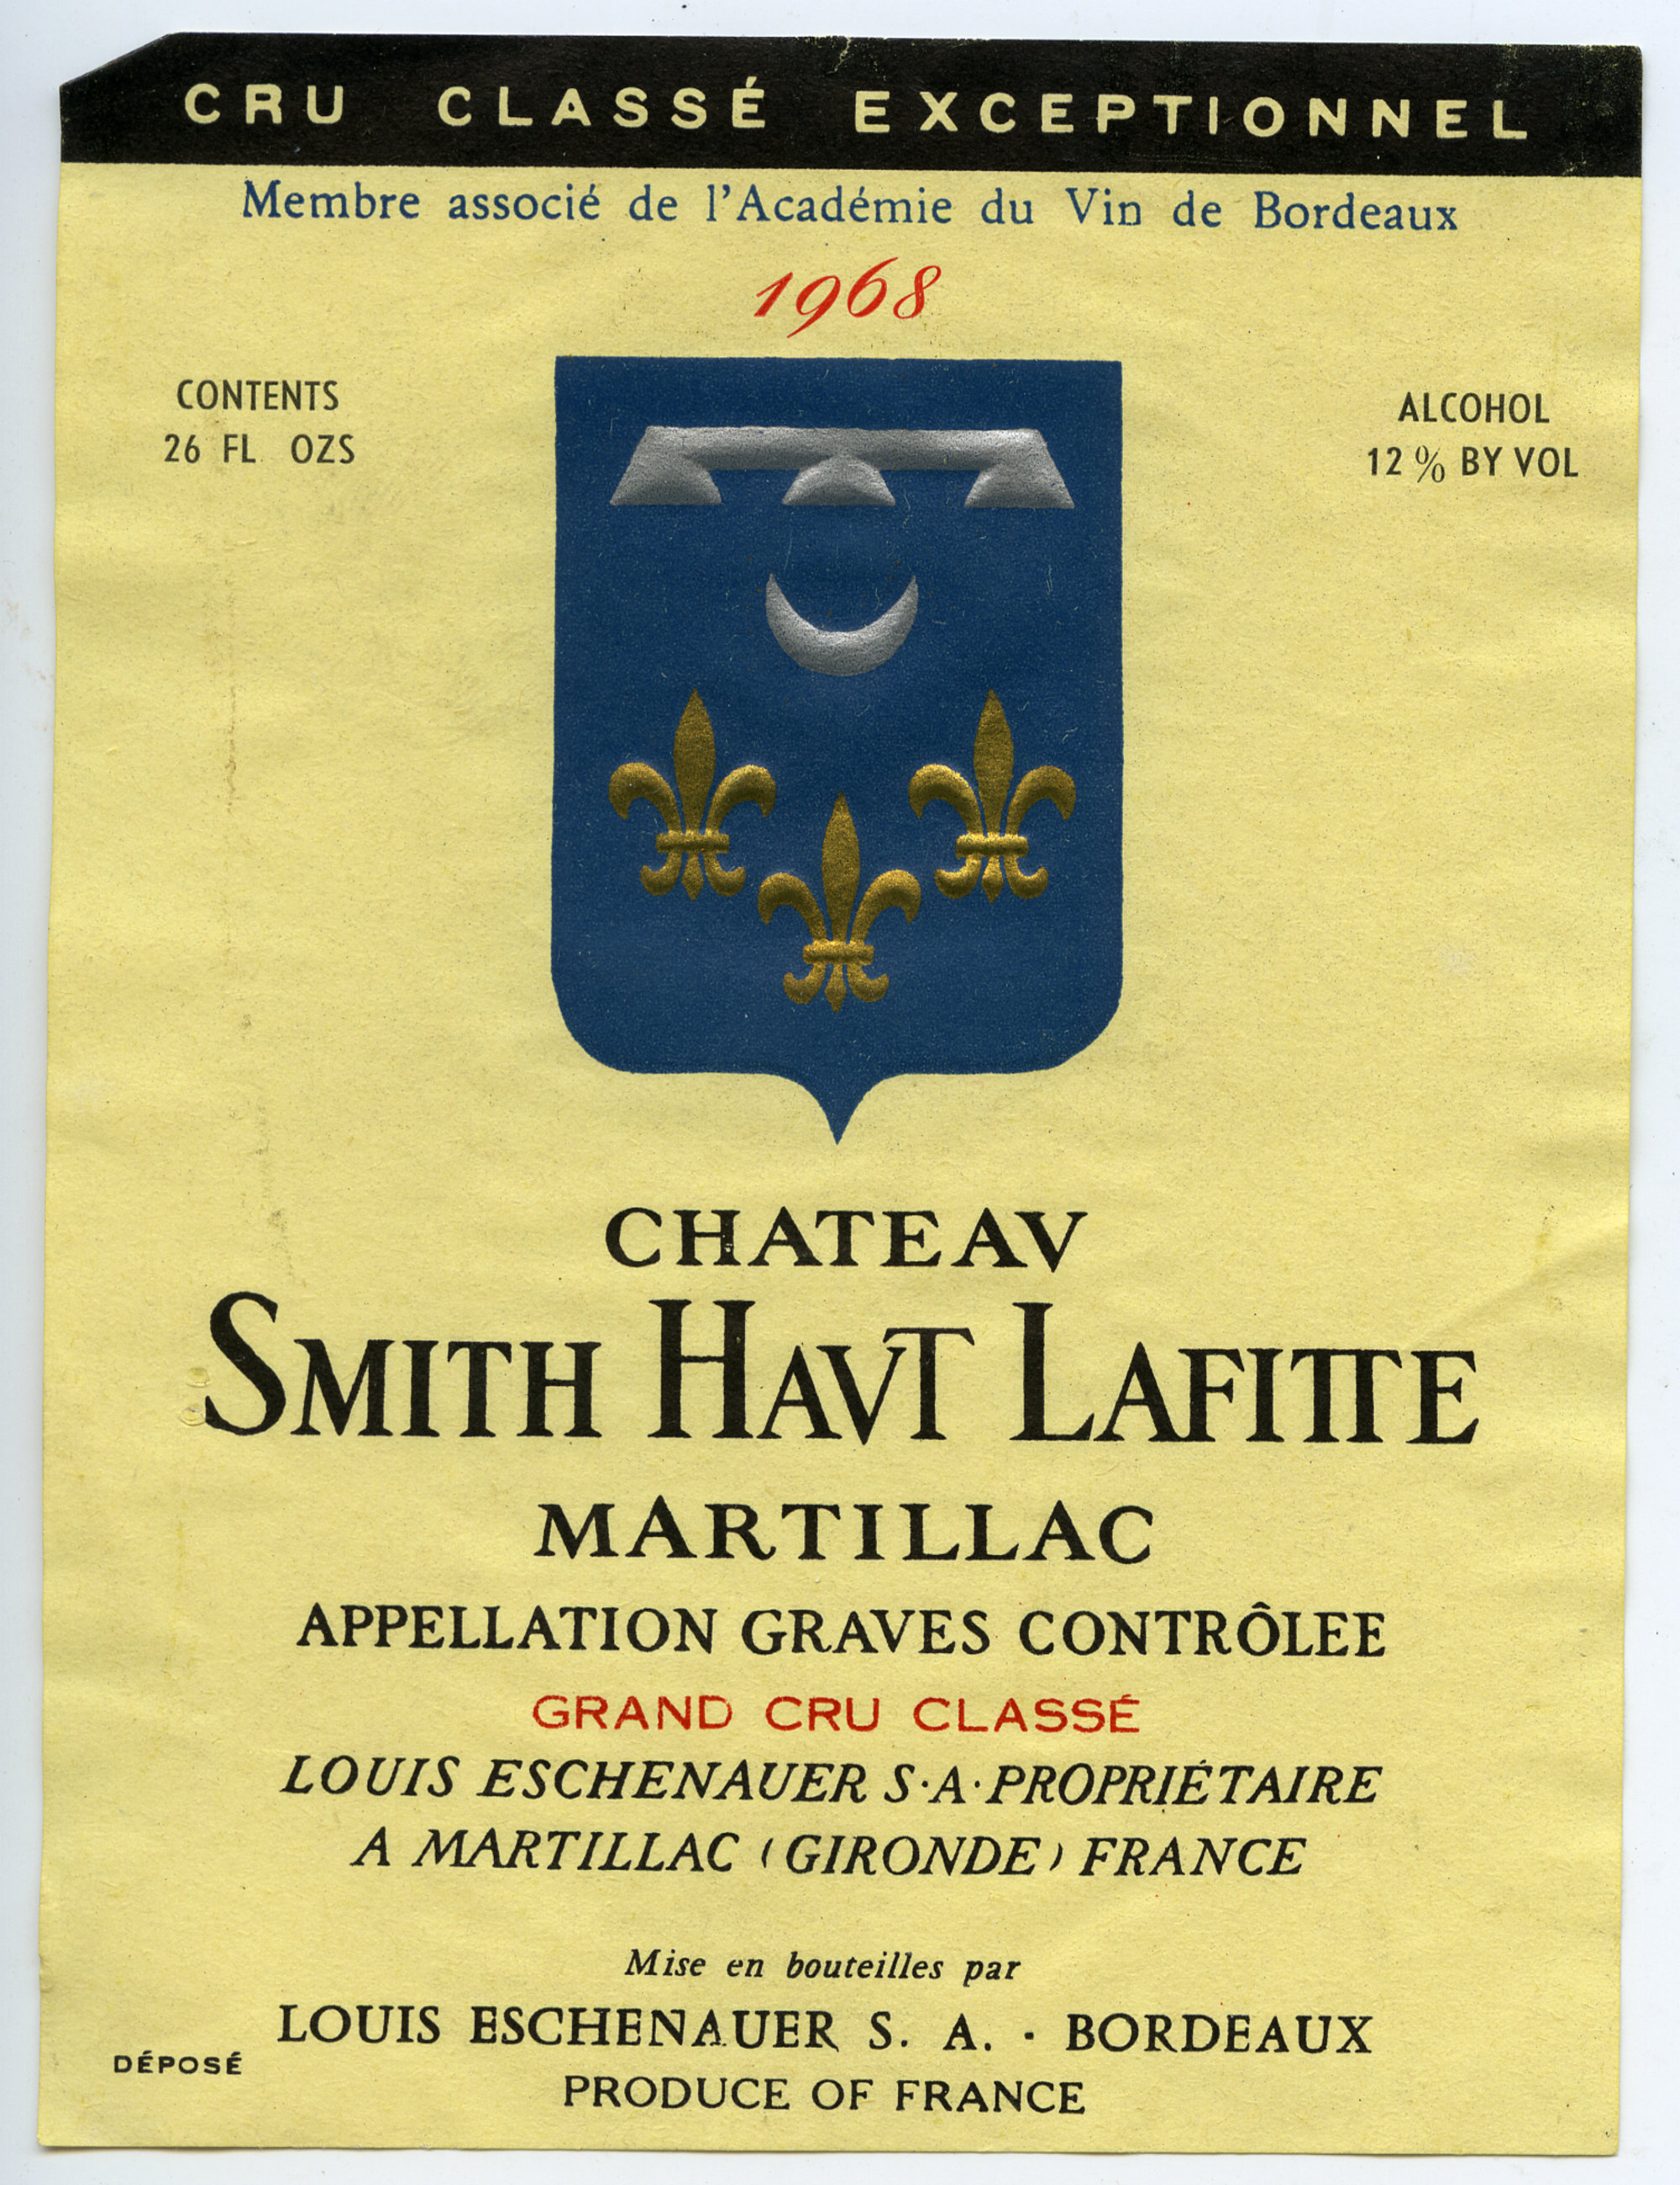 CRU CLASSÉ EXCEPTIONNEL
Membre associé de l'Académie du Vin de Bordeaux
1968
CONTENTS
26 FL OZS
ALCOHOL
12 % BY VOL
CHATEAV
SMITH HAVT LAFITTE
MARTILLAC
APPELLATION GRAVES CONTRÔLEE
GRAND CRU CLASSÉ
LOUIS ESCHENAUER S·A·PROPRIÉTAIRE
A MARTILLAC (GIRONDE) FRANCE
Mise en bouteilles par
LOUIS ESCHENAUER S. A. · BORDEAUX
DÉPOSÉ
PRODUCE OF FRANCE